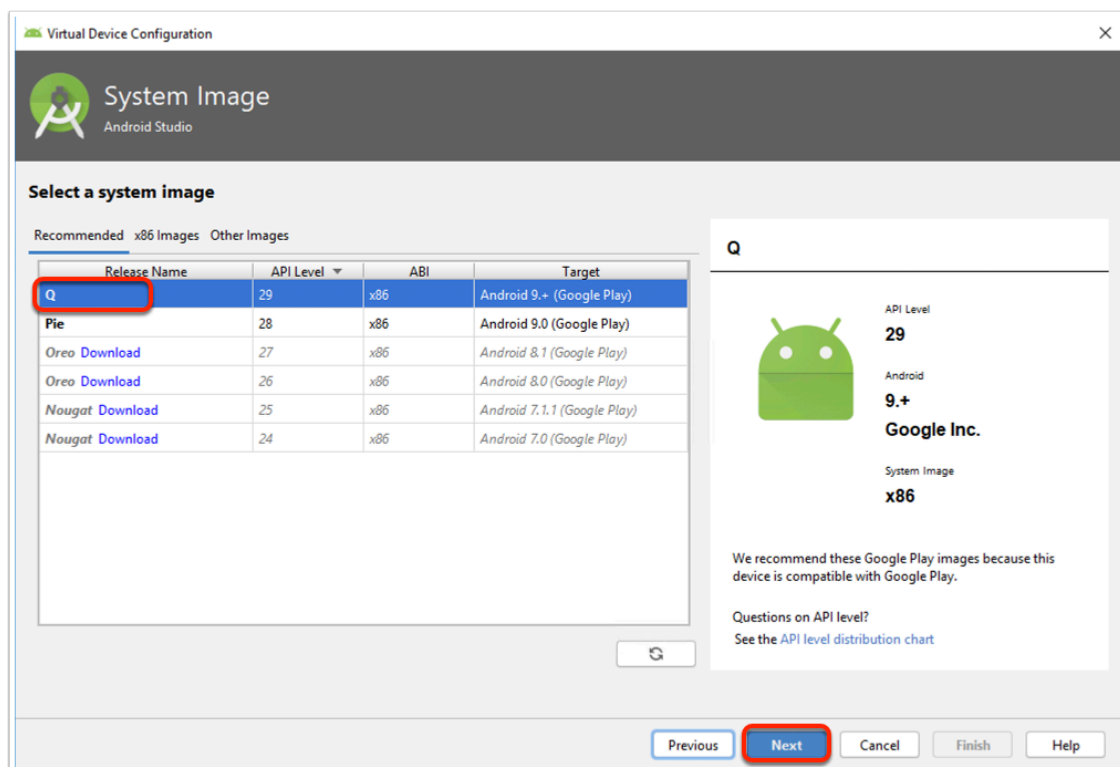 Virtual Device Configuration
System Image
Android Studio
Select a system image
Recommended x86 Images Other Images
Release Name API Level ABI Target
Q 29 x86 Android 9.+ (Google Play)
Pie 28 x86 Android 9.0 (Google Play)
Oreo Download 27 x86 Android 8.1 (Google Play)
Oreo Download 26 x86 Android 8.0 (Google Play)
Nougat Download 25 x86 Android 7.1.1 (Google Play)
Nougat Download 24 x86 Android 7.0 (Google Play)
Q
API Level
29
Android
9.+
Google Inc.
System Image
x86
We recommend these Google Play images because this
device is compatible with Google Play.
Questions on API level?
See the API level distribution chart
Previous Next Cancel Finish Help